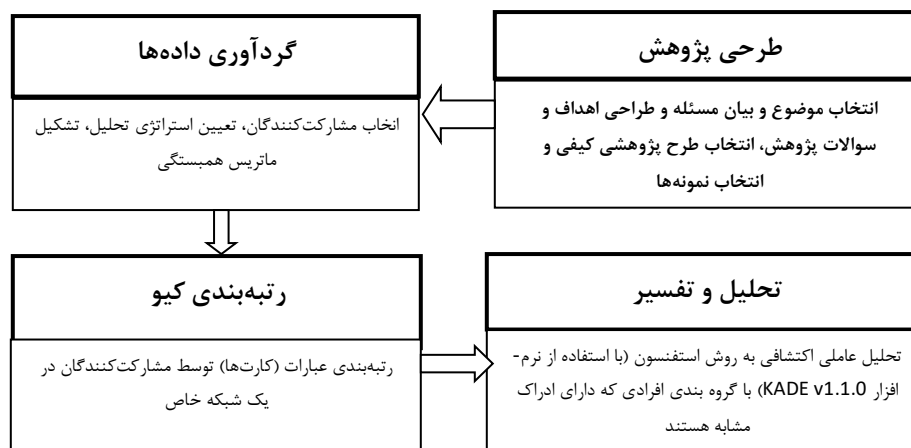 طرحی پژوهش
انتخاب موضوع و بیان مسئله و طراحی اهداف و
سوالات پژوهش، انتخاب طرح پژوهشی کیفی و
انتخاب نمونه‌ها
گردآوری داده‌ها
انخاب مشارکت‌کنندگان، تعیین استراتژی تحلیل، تشکیل
ماتریس همبستگی
رتبه‌بندی کیو
رتبه‌بندی عبارات (کارت‌ها) توسط مشارکت‌کنندگان در
یک شبکه خاص
تحلیل و تفسیر
تحلیل عاملی اکتشافی به روش استفنسون (با استفاده از نرم-
افزار KADE v1.1.0) با گروه بندی افرادی که دارای ادراک
مشابه هستند